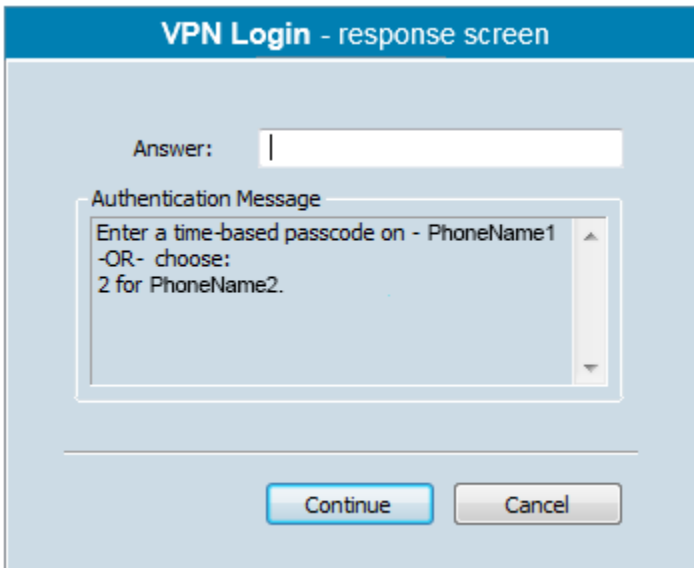 VPN Login - response screen
Answer:
Authentication Message
Enter a time-based passcode on - PhoneName1
-OR- choose:
2 for PhoneName2.
Continue
Cancel